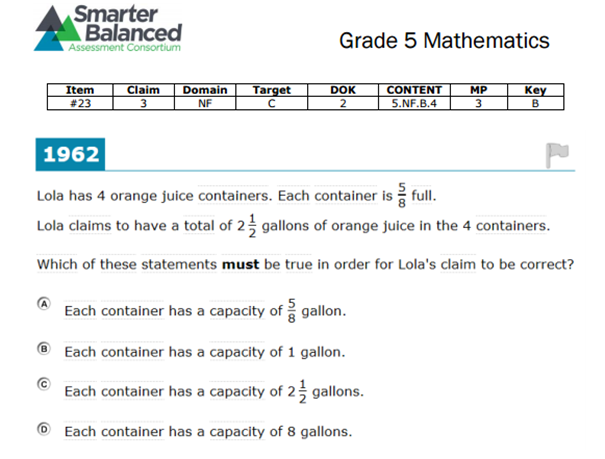 Smarter
Balanced
Assessment Consortium
Grade 5 Mathematics
Item Claim Domain Target DOK CONTENT MP Key
#23 3 NF C 2 5.NF.B.4 3 B
1962
Lola has 4 orange juice containers. Each container is 5/8 full.
Lola claims to have a total of 2 1/2 gallons of orange juice in the 4 containers.
Which of these statements must be true in order for Lola's claim to be correct?
A Each container has a capacity of 5/8 gallon.
B Each container has a capacity of 1 gallon.
C Each container has a capacity of 2 1/2 gallons.
D Each container has a capacity of 8 gallons.